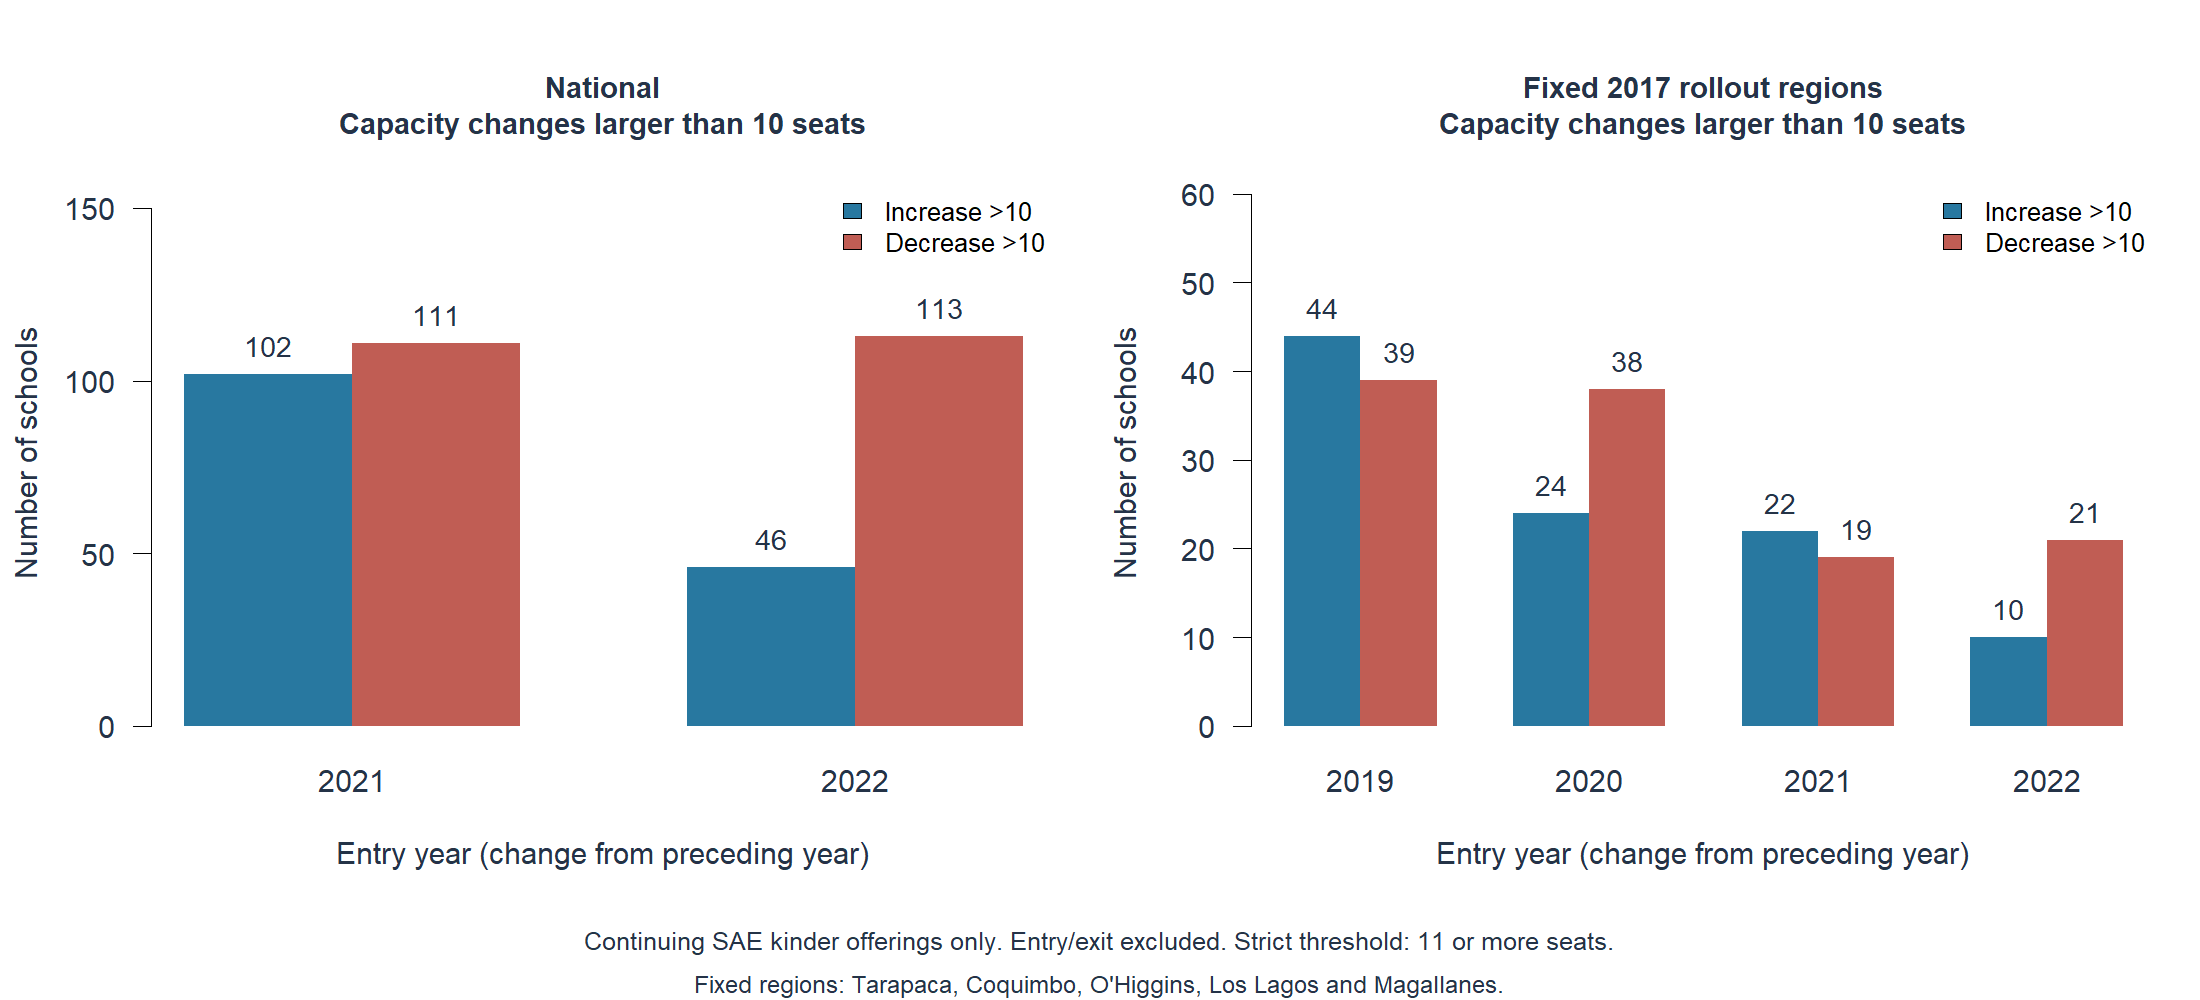 National
Capacity changes larger than 10 seats
Number of schools
150
100
50
0
Increase >10
Decrease >10
102
111
46
113
2021
2022
Entry year (change from preceding year)
Fixed 2017 rollout regions
Capacity changes larger than 10 seats
Number of schools
60
50
40
30
20
10
0
Increase >10
Decrease >10
44
39
24
38
22
19
10
21
2019
2020
2021
2022
Entry year (change from preceding year)
Continuing SAE kinder offerings only. Entry/exit excluded. Strict threshold: 11 or more seats.
Fixed regions: Tarapaca, Coquimbo, O'Higgins, Los Lagos and Magallanes.